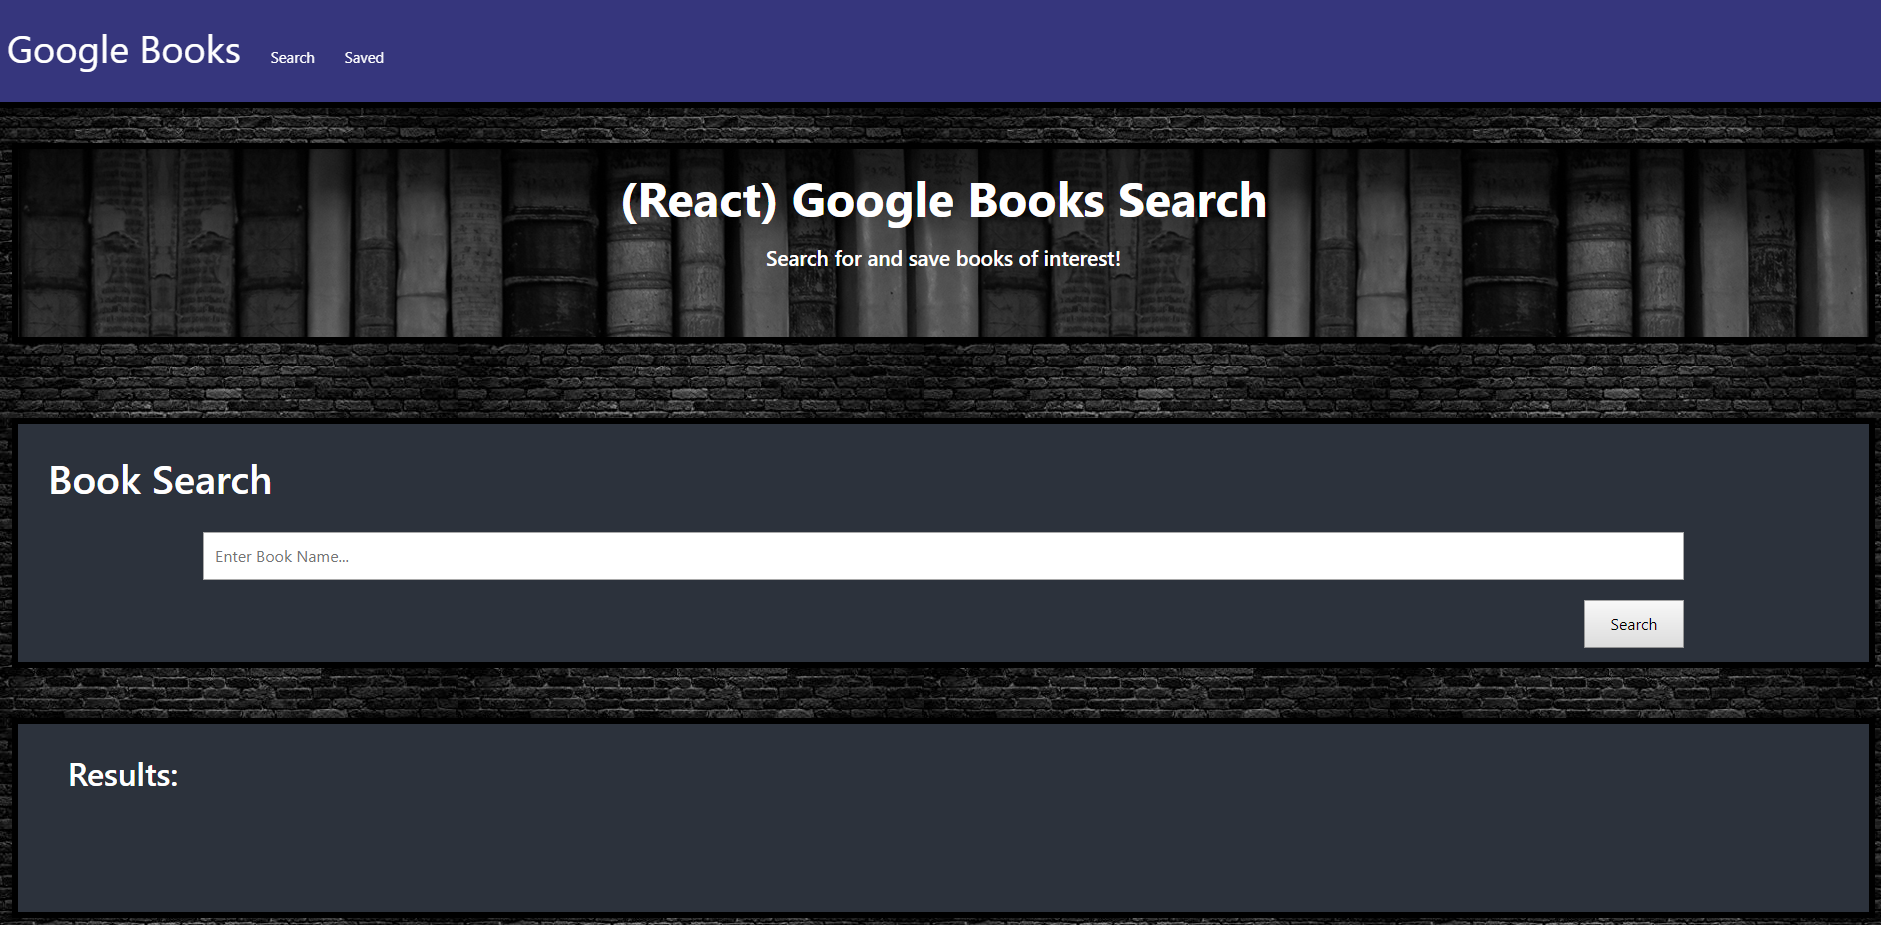 Google Books Search Saved
(React) Google Books Search
Search for and save books of interest!
Book Search
Enter Book Name...
Search
Results: